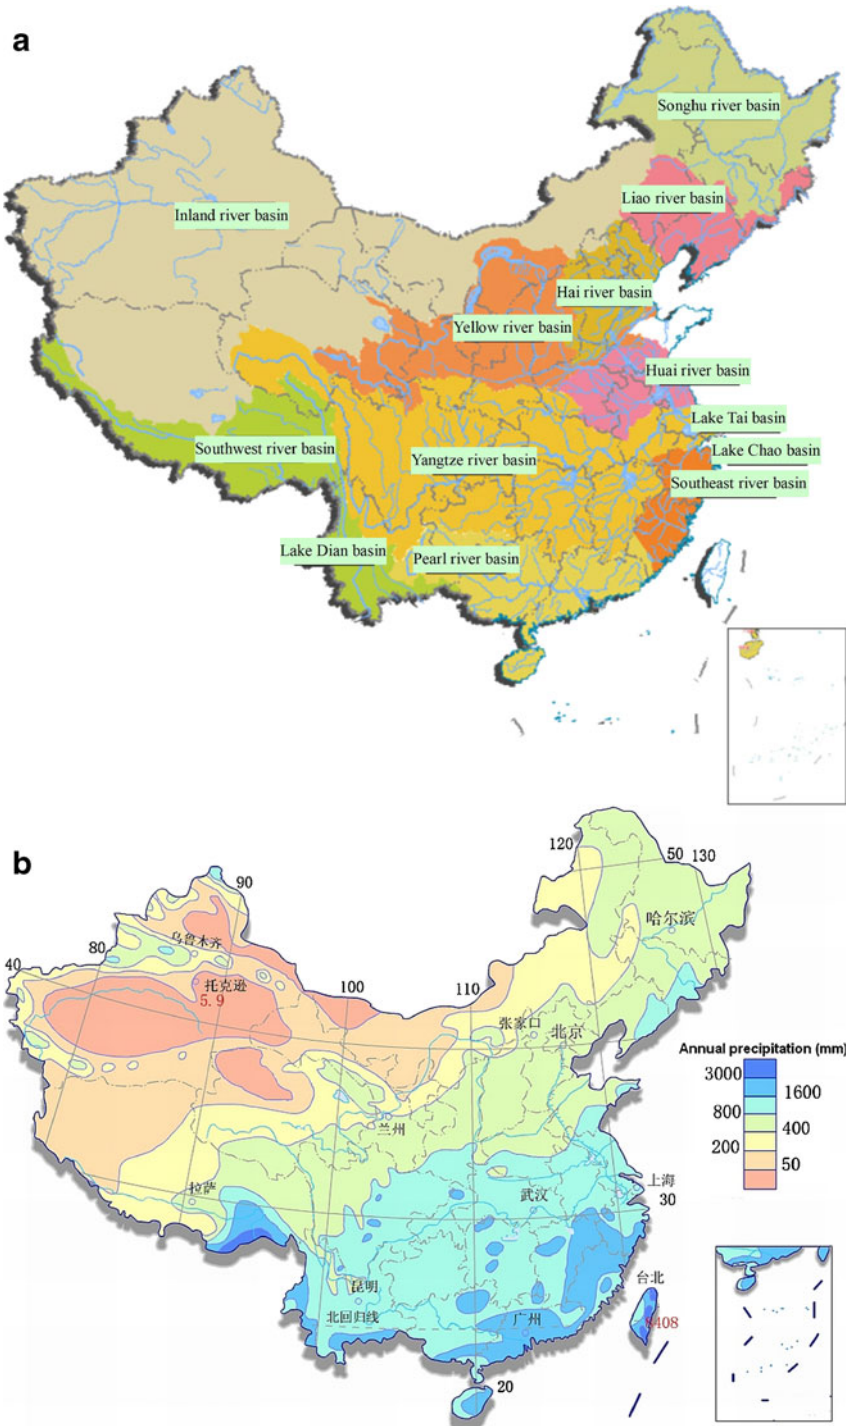 a
Songhu river basin
Liao river basin
Inland river basin
Hai river basin
Yellow river basin
Huai river basin
Lake Tai basin
Lake Chao basin
Southwest river basin
Yangtze river basin
Southeast river basin
Lake Dian basin
Pearl river basin
b
120
50
130
90
哈尔滨
乌鲁木齐
80
40
托克逊
5.9
100
110
张家口
北京
Annual precipitation (mm)
3000
1600
800
400
200
50
兰州
拉萨
上海
武汉
30
昆明
台北
北回归线
广州
8408
20